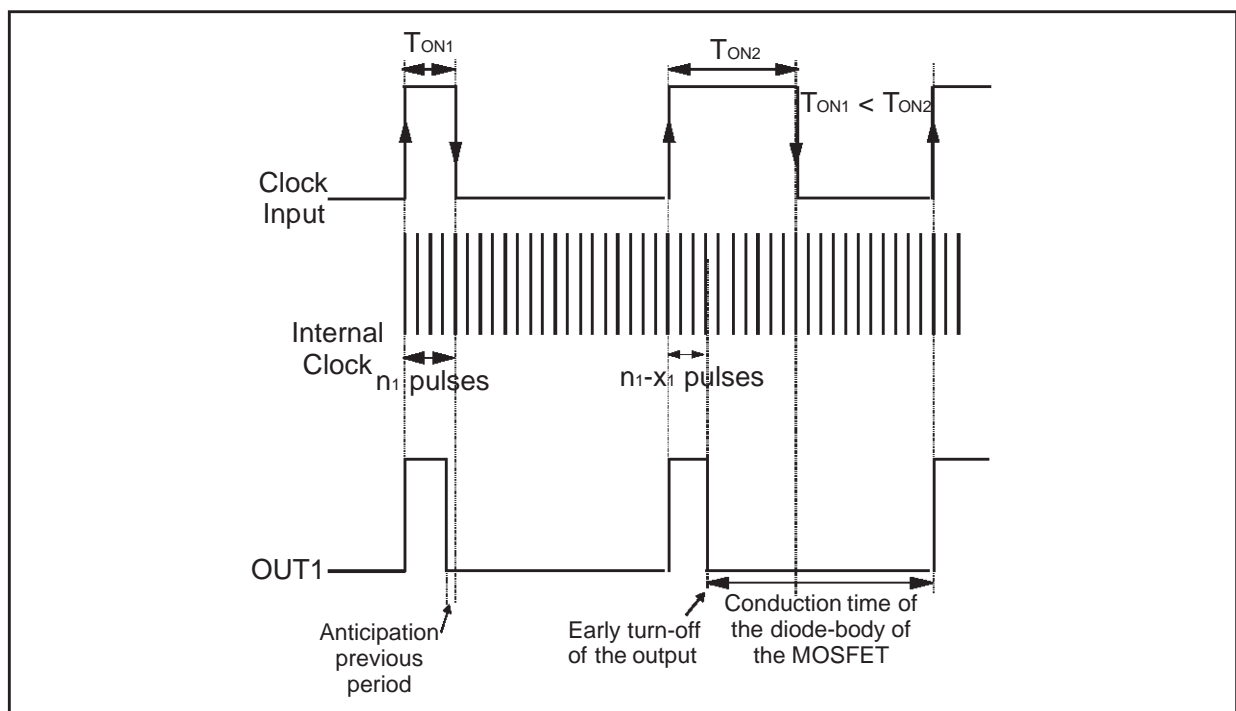 TON1
TON2
TON1 < TON2
Clock
Input
Internal
Clock
n1 pulses
n1-x1 pulses
OUT1
Anticipation
previous
period
Early turn-off
of the output
Conduction time of
the diode-body of
the MOSFET